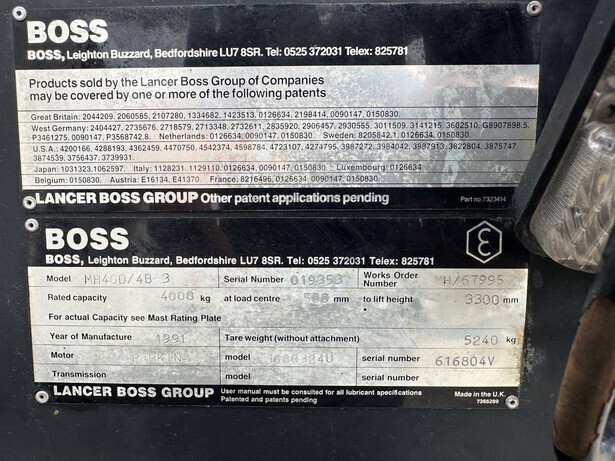 BOSS
BOSS, Leighton Buzzard, Bedfordshire LU7 8SR. Tel: 0525 372031 Telex: 825781
Products sold by the Lancer Boss Group of Companies
may be covered by one or more of the following patents
Great Britain: 2044209, 2060585, 2107280, 1334682, 1423513, 0126634, 2198414, 0090147, 0150830.
West Germany: 2404427, 2735676, 2718579, 2713348, 2732611, 2835920, 2906457, 2930555, 3011509, 3141215, 3602510, G8907898.5,
P3461275, 0090147, P3568742.8. Netherlands: 0126634; 0090147, 0150830. Sweden: 8205842.1, 0126634, 0150830.
U.S.A.: 4200166, 4288193, 4362459, 4470750, 4542374, 4598784, 4723107, 4274795, 3987272, 3984042, 3987913, 3822804, 3875747,
3874539, 3756437, 3739931.
Japan: 1031323, 1062597. Italy: 1128231, 1129110, 0126634, 0090147, 0150830. Luxembourg: 0126634.
Belgium: 0150830. Austria: E16134, E41370. France: 8216496, 0126634, 0090147, 0150830.
LANCER BOSS GROUP Other patent applications pending Part no. 7323414
BOSS
BOSS, Leighton Buzzard, Bedfordshire LU7 8SR. Tel: 0525 372031 Telex: 825781
Model MH40D/4B-3 Serial Number 019353 Works Order Number MH/67995
Rated capacity 4000 kg at load centre 500 mm to lift height 3300 mm
For actual Capacity see Mast Rating Plate
Year of Manufacture 1991 Tare weight (without attachment) 5240 kg
Motor PERKINS model serial number 616804V
Transmission model serial number
LANCER BOSS GROUP User manual must be consulted for all lubricant specifications
Patented and patents pending
Made in the U.K.
7366289